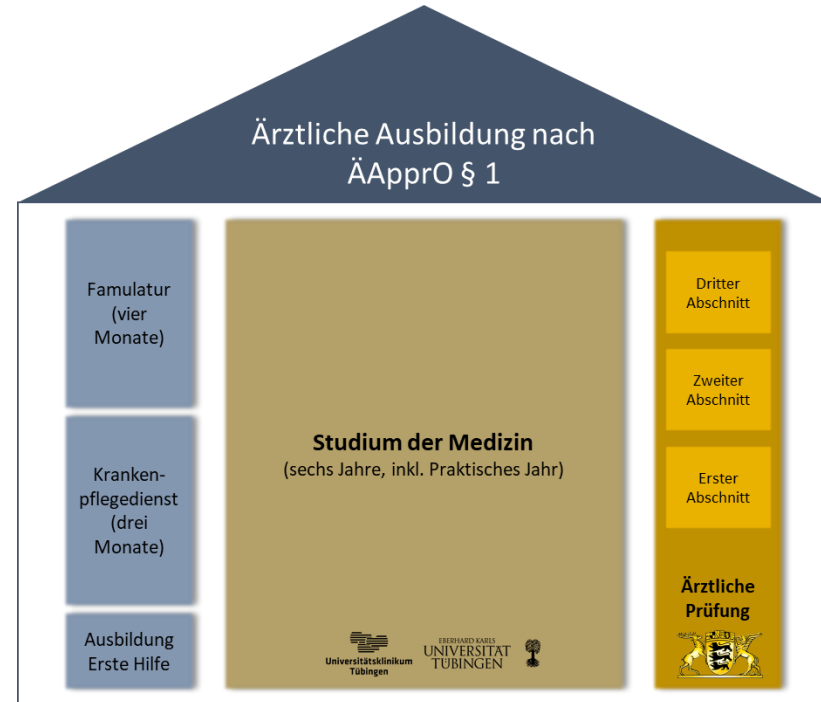 Ärztliche Ausbildung nach
ÄApprO § 1
Famulatur
(vier
Monate)
Kranken-
pflegedienst
(drei
Monate)
Ausbildung
Erste Hilfe
Studium der Medizin
(sechs Jahre, inkl. Praktisches Jahr)
Universitätsklinikum
Tübingen
EBERHARD KARLS
UNIVERSITÄT
TÜBINGEN
Dritter
Abschnitt
Zweiter
Abschnitt
Erster
Abschnitt
Ärztliche
Prüfung